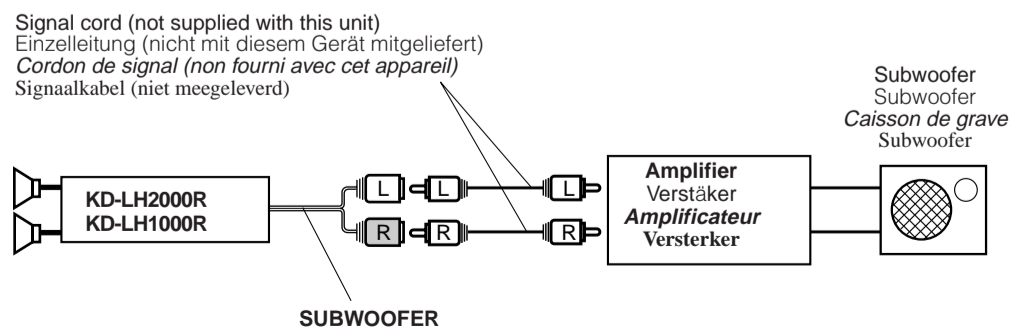 Signal cord (not supplied with this unit)
Einzelleitung (nicht mit diesem Gerät mitgeliefert)
Cordon de signal (non fourni avec cet appareil)
Signaalkabel (niet meegeleverd)
Subwoofer
Subwoofer
Caisson de grave
Subwoofer
KD-LH2000R
KD-LH1000R
L L L
R R R
Amplifier
Verstäker
Amplificateur
Versterker
SUBWOOFER